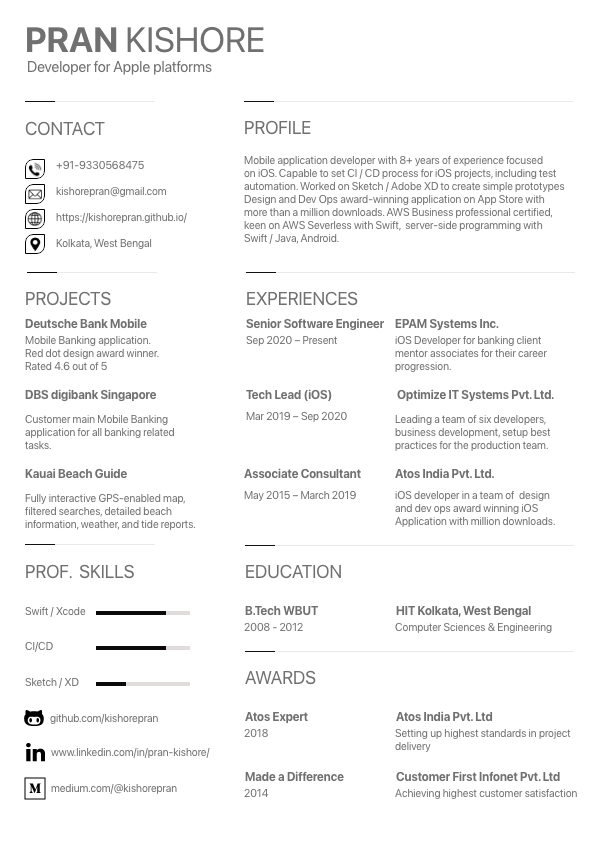 PRAN KISHORE
Developer for Apple platforms
CONTACT
+91-9330568475
kishorepran@gmail.com
https://kishorepran.github.io/
Kolkata, West Bengal
PROFILE
Mobile application developer with 8+ years of experience focused
on iOS. Capable to set CI / CD process for iOS projects, including test
automation. Worked on Sketch / Adobe XD to create simple prototypes
Design and Dev Ops award-winning application on App Store with
more than a million downloads. AWS Business professional certified,
keen on AWS Severless with Swift, server-side programming with
Swift / Java, Android.
PROJECTS
Deutsche Bank Mobile
Mobile Banking application.
Red dot design award winner.
Rated 4.6 out of 5
DBS digibank Singapore
Customer main Mobile Banking
application for all banking related
tasks.
Kauai Beach Guide
Fully interactive GPS-enabled map,
filtered searches, detailed beach
information, weather, and tide reports.
EXPERIENCES
Senior Software Engineer EPAM Systems Inc.
Sep 2020 – Present
iOS Developer for banking client
mentor associates for their career
progression.
Tech Lead (iOS) Optimize IT Systems Pvt. Ltd.
Mar 2019 – Sep 2020
Leading a team of six developers,
business development, setup best
practices for the production team.
Associate Consultant Atos India Pvt. Ltd.
May 2015 – March 2019
iOS developer in a team of design
and dev ops award winning iOS
Application with million downloads.
PROF. SKILLS
Swift / Xcode
CI/CD
Sketch / XD
github.com/kishorepran
in www.linkedin.com/in/pran-kishore/
M medium.com/@kishorepran
EDUCATION
B.Tech WBUT HIT Kolkata, West Bengal
2008 - 2012 Computer Sciences & Engineering
AWARDS
Atos Expert Atos India Pvt. Ltd
2018 Setting up highest standards in project
delivery
Made a Difference Customer First Infonet Pvt. Ltd
2014 Achieving highest customer satisfaction